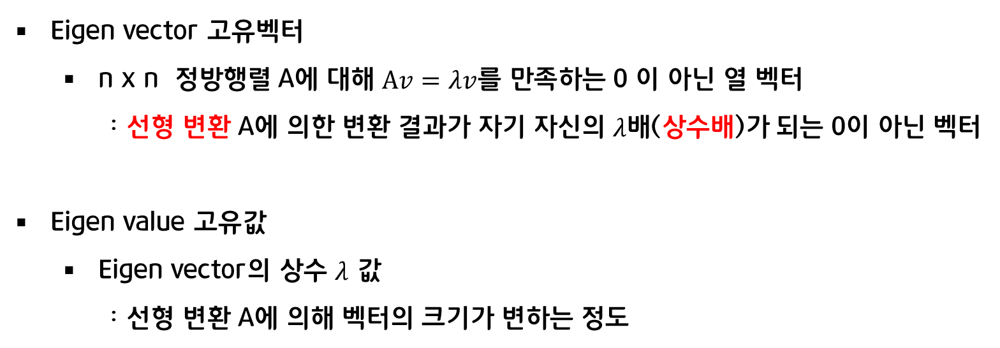 ▪ Eigen vector 고유벡터
▪ n x n 정방행렬 A에 대해 A𝑣 = 𝜆𝑣를 만족하는 0 이 아닌 열 벡터
: 선형 변환 A에 의한 변환 결과가 자기 자신의 𝜆배(상수배)가 되는 0이 아닌 벡터
▪ Eigen value 고유값
▪ Eigen vector의 상수 𝜆 값
: 선형 변환 A에 의해 벡터의 크기가 변하는 정도